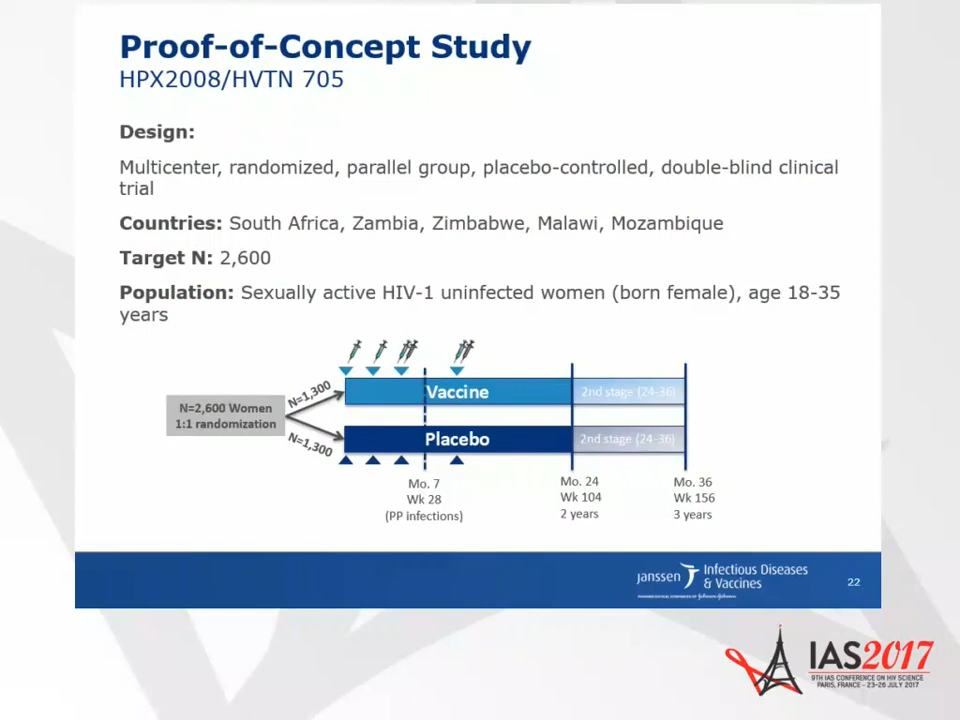 Proof-of-Concept Study
HPX2008/HVTN 705
Design:
Multicenter, randomized, parallel group, placebo-controlled, double-blind clinical
trial
Countries: South Africa, Zambia, Zimbabwe, Malawi, Mozambique
Target N: 2,600
Population: Sexually active HIV-1 uninfected women (born female), age 18-35
years
N=2,600 Women
1:1 randomization
N=1,300
N=1,300
Vaccine
2nd stage (24-36)
Placebo
2nd stage (24-36)
Mo. 7
Wk 28
(PP infections)
Mo. 24
Wk 104
2 years
Mo. 36
Wk 156
3 years
janssen
Infectious Diseases
& Vaccines
PHARMACEUTICAL COMPANIES OF Johnson & Johnson
22
IAS2017
9TH IAS CONFERENCE ON HIV SCIENCE
PARIS, FRANCE - 23-26 JULY 2017